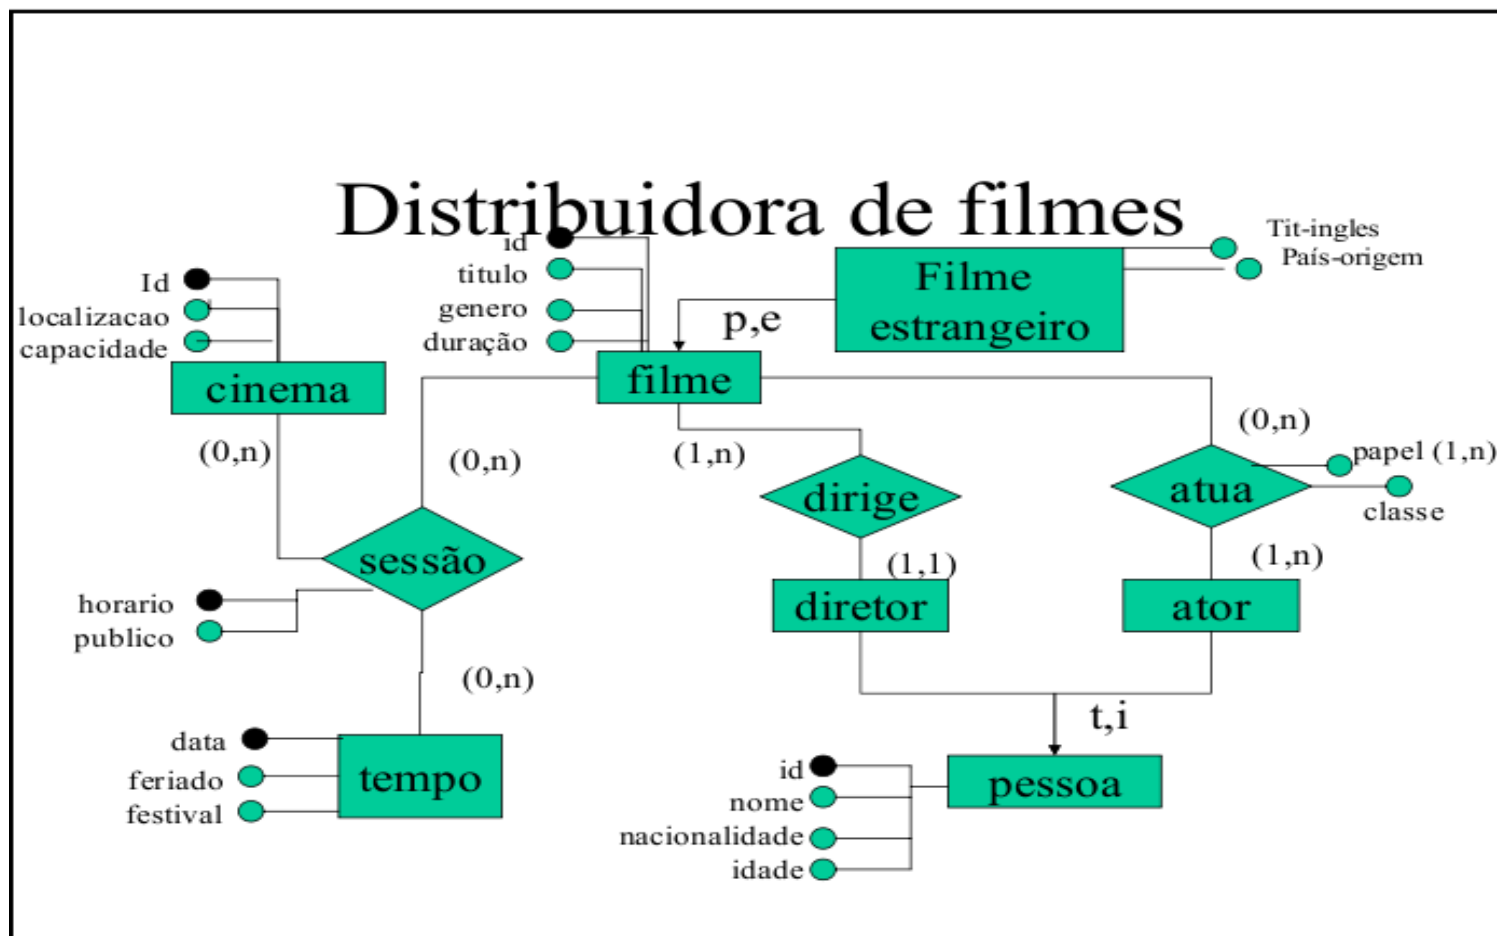 Distribuidora de filmes
id
titulo
genero
duração
Tit-ingles
País-origem
Filme
estrangeiro
p,e
Id
localizacao
capacidade
cinema
filme
(0,n)
(0,n)
(1,n)
(0,n)
papel (1,n)
classe
dirige
atua
sessão
(1,1)
(1,n)
horario
publico
diretor
ator
(0,n)
t,i
data
feriado
festival
tempo
id
nome
nacionalidade
idade
pessoa